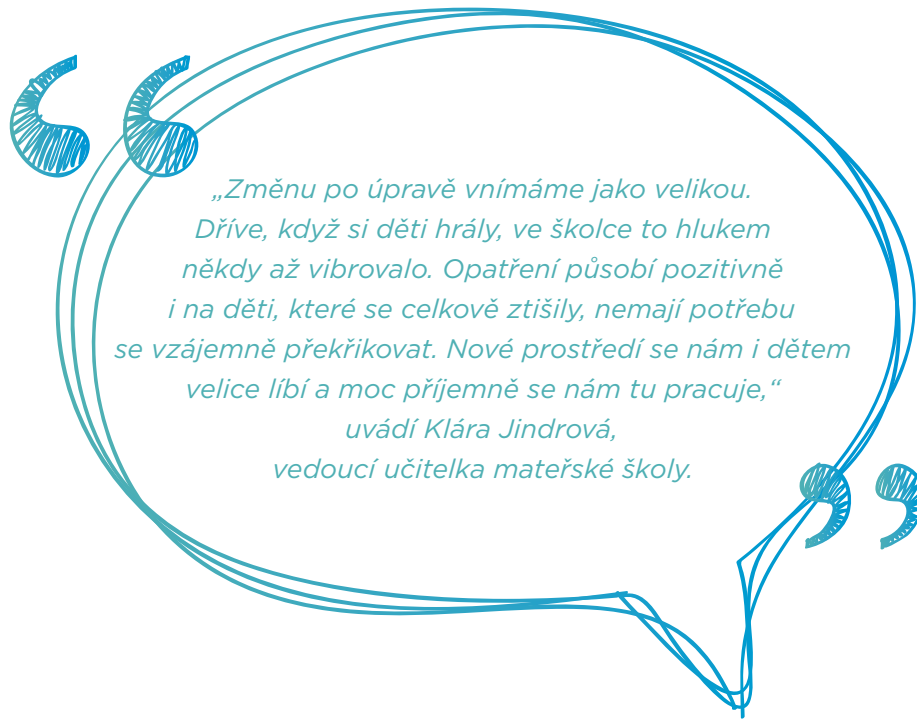 „Změnu po úpravě vnímáme jako velikou.
Dříve, když si děti hrály, ve školce to hlukem
někdy až vibrovalo. Opatření působí pozitivně
i na děti, které se celkově ztišily, nemají potřebu
se vzájemně překřikovat. Nové prostředí se nám i dětem
velice líbí a moc příjemně se nám tu pracuje,“
uvádí Klára Jindrová,
vedoucí učitelka mateřské školy.